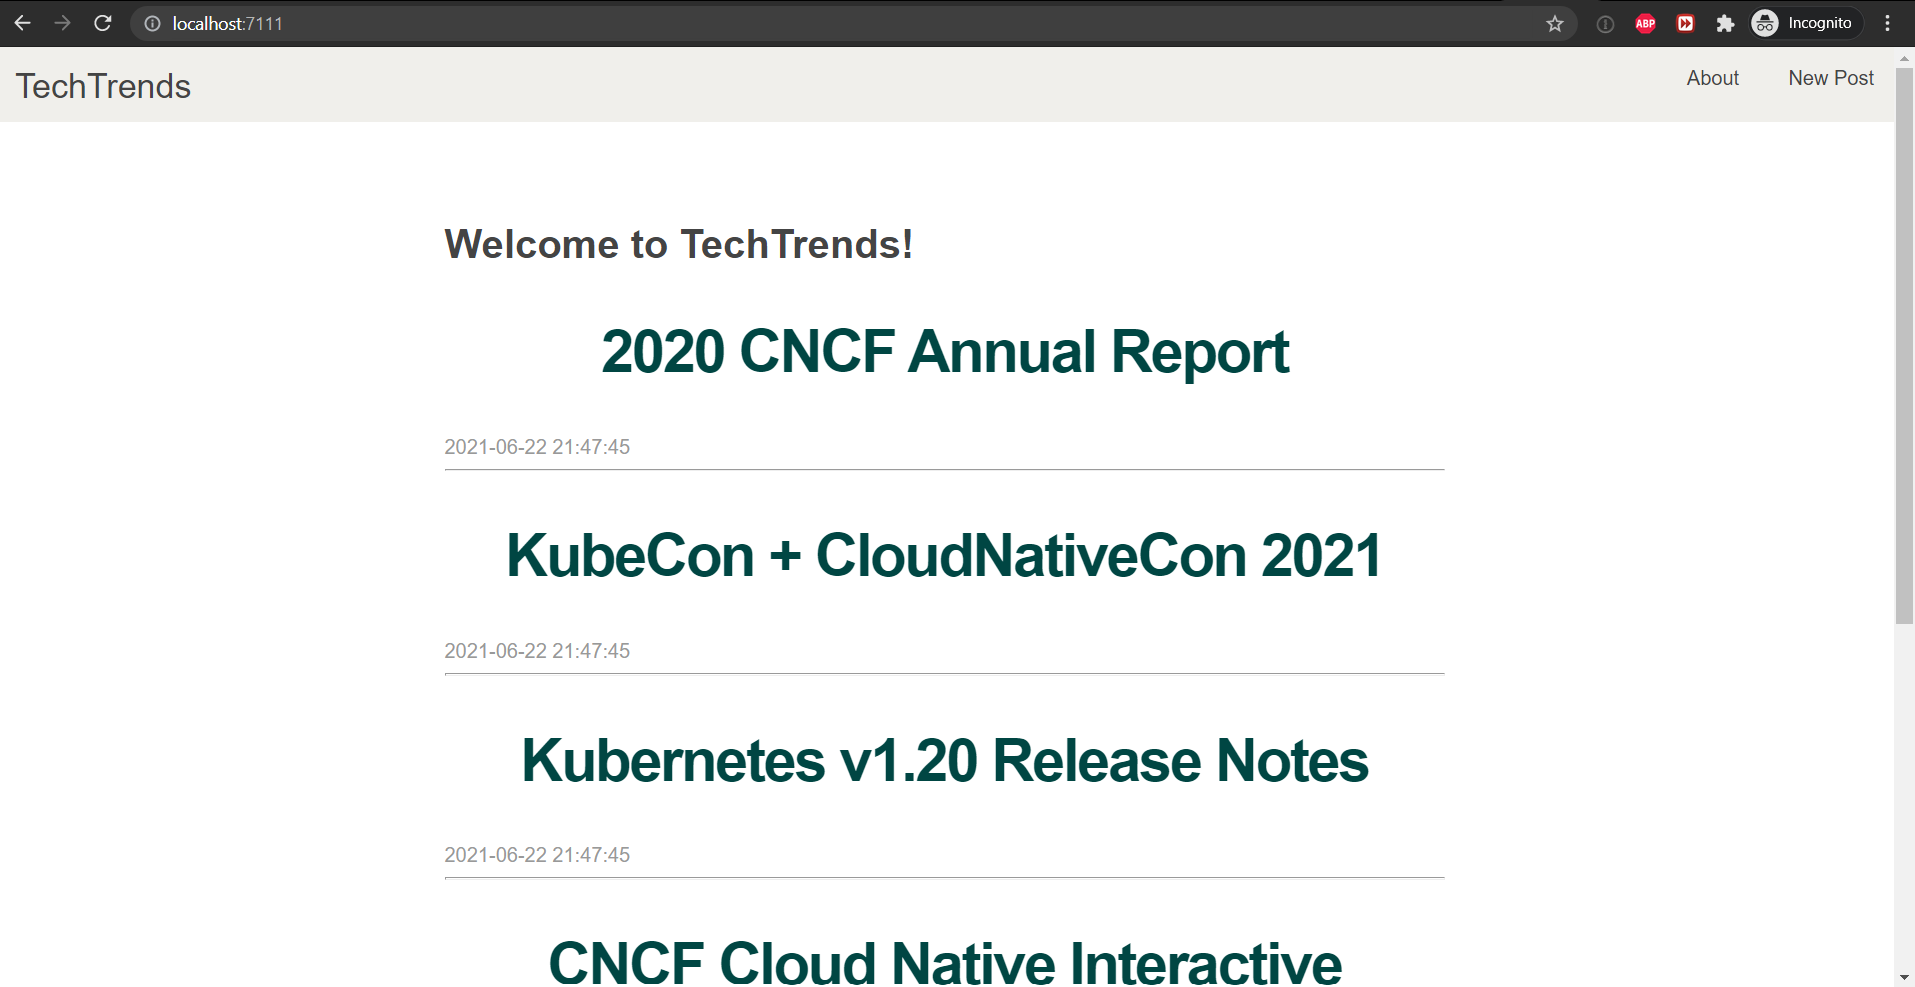 localhost:7111
ABP
Incognito
TechTrends
About
New Post
Welcome to TechTrends!
2020 CNCF Annual Report
2021-06-22 21:47:45
KubeCon + CloudNativeCon 2021
2021-06-22 21:47:45
Kubernetes v1.20 Release Notes
2021-06-22 21:47:45
CNCF Cloud Native Interactive